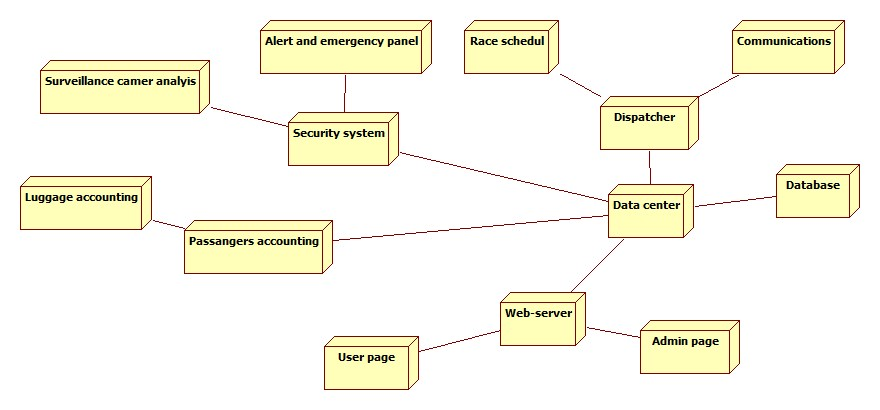 Alert and emergency panel
Race schedul
Communications
Surveillance camer analyis
Security system
Dispatcher
Luggage accounting
Database
Data center
Passangers accounting
Web-server
User page
Admin page